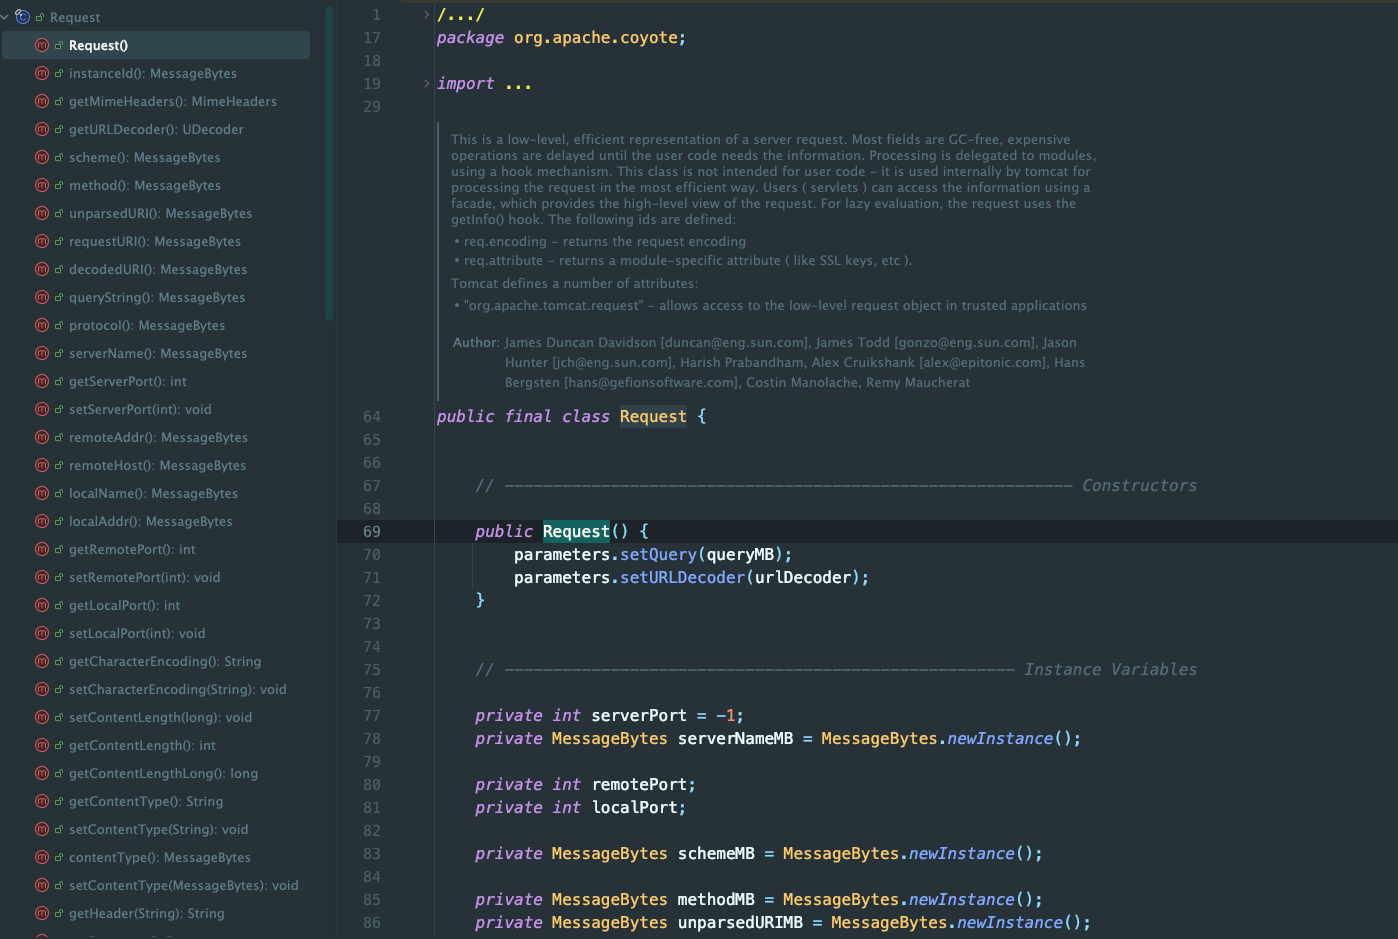 Request
Request()
instanceId(): MessageBytes
getMimeHeaders(): MimeHeaders
getURLDecoder(): UDecoder
scheme(): MessageBytes
method(): MessageBytes
unparsedURI(): MessageBytes
requestURI(): MessageBytes
decodedURI(): MessageBytes
queryString(): MessageBytes
protocol(): MessageBytes
serverName(): MessageBytes
getServerPort(): int
setServerPort(int): void
remoteAddr(): MessageBytes
remoteHost(): MessageBytes
localName(): MessageBytes
localAddr(): MessageBytes
getRemotePort(): int
setRemotePort(int): void
getLocalPort(): int
setLocalPort(int): void
getCharacterEncoding(): String
setCharacterEncoding(String): void
setContentLength(long): void
getContentLength(): int
getContentLengthLong(): long
getContentType(): String
setContentType(String): void
contentType(): MessageBytes
setContentType(MessageBytes): void
getHeader(String): String
1 /.../
17 package org.apache.coyote;
18
19 import ...
29
This is a low-level, efficient representation of a server request. Most fields are GC-free, expensive
operations are delayed until the user code needs the information. Processing is delegated to modules,
using a hook mechanism. This class is not intended for user code - it is used internally by tomcat for
processing the request in the most efficient way. Users ( servlets ) can access the information using a
facade, which provides the high-level view of the request. For lazy evaluation, the request uses the
getInfo() hook. The following ids are defined:
• req.encoding - returns the request encoding
• req.attribute - returns a module-specific attribute ( like SSL keys, etc ).
Tomcat defines a number of attributes:
• "org.apache.tomcat.request" - allows access to the low-level request object in trusted applications
Author: James Duncan Davidson [duncan@eng.sun.com], James Todd [gonzo@eng.sun.com], Jason
Hunter [jch@eng.sun.com], Harish Prabandham, Alex Cruikshank [alex@epitonic.com], Hans
Bergsten [hans@gefionsoftware.com], Costin Manolache, Remy Maucherat
64 public final class Request {
65
66
67 // ----------------------------------------------------------- Constructors
68
69 public Request() {
70 parameters.setQuery(queryMB);
71 parameters.setURLDecoder(urlDecoder);
72 }
73
74
75 // ----------------------------------------------------- Instance Variables
76
77 private int serverPort = -1;
78 private MessageBytes serverNameMB = MessageBytes.newInstance();
79
80 private int remotePort;
81 private int localPort;
82
83 private MessageBytes schemeMB = MessageBytes.newInstance();
84
85 private MessageBytes methodMB = MessageBytes.newInstance();
86 private MessageBytes unparsedURIMB = MessageBytes.newInstance();